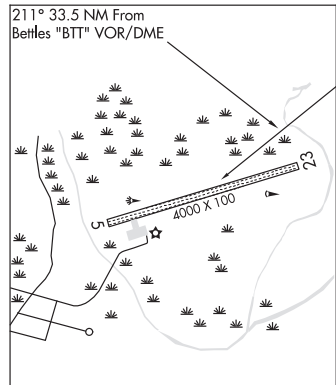 211° 33.5 NM From
Bettles "BTT" VOR/DME
23
4000 X 100
5